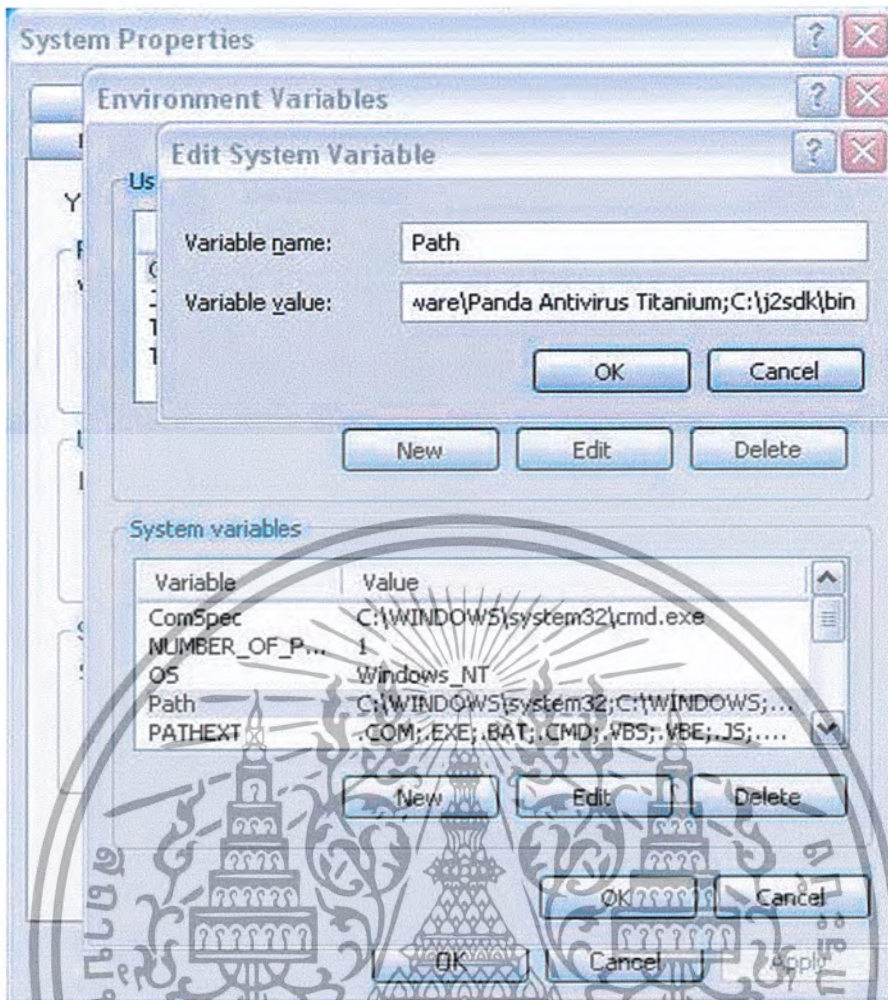 System Properties
Environment Variables
Edit System Variable
Us
Y
Variable name:
Path
Variable value:
ware\Panda Antivirus Titanium;C:\j2sdk\bin
OK
Cancel
New
Edit
Delete
System variables
Variable
Value
ComSpec
C:\WINDOWS\system32\cmd.exe
NUMBER_OF_P...
1
OS
Windows_NT
Path
C:\WINDOWS\system32;C:\WINDOWS;...
PATHEXT
.COM;.EXE;.BAT;.CMD;.VBS;.VBE;.JS;....
New
Edit
Delete
OK
Cancel
OK
Cancel
Apply